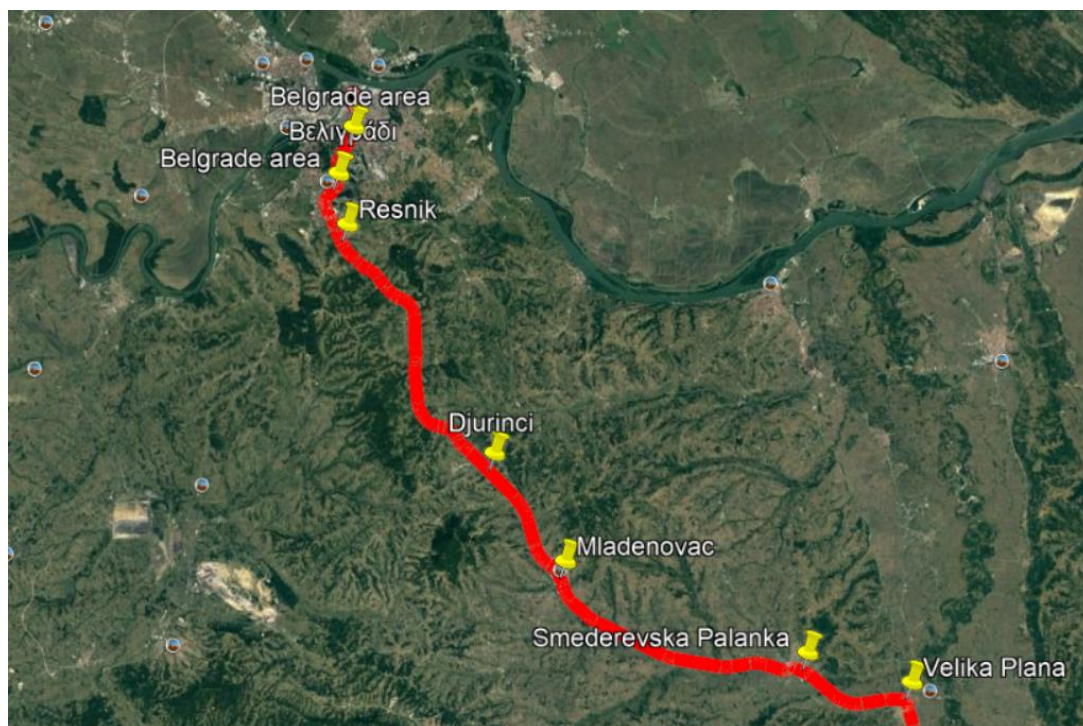 Belgrade area
Βελιγράδι
Belgrade area
Resnik
Djurinci
Mladenovac
Smederevska Palanka
Velika Plana